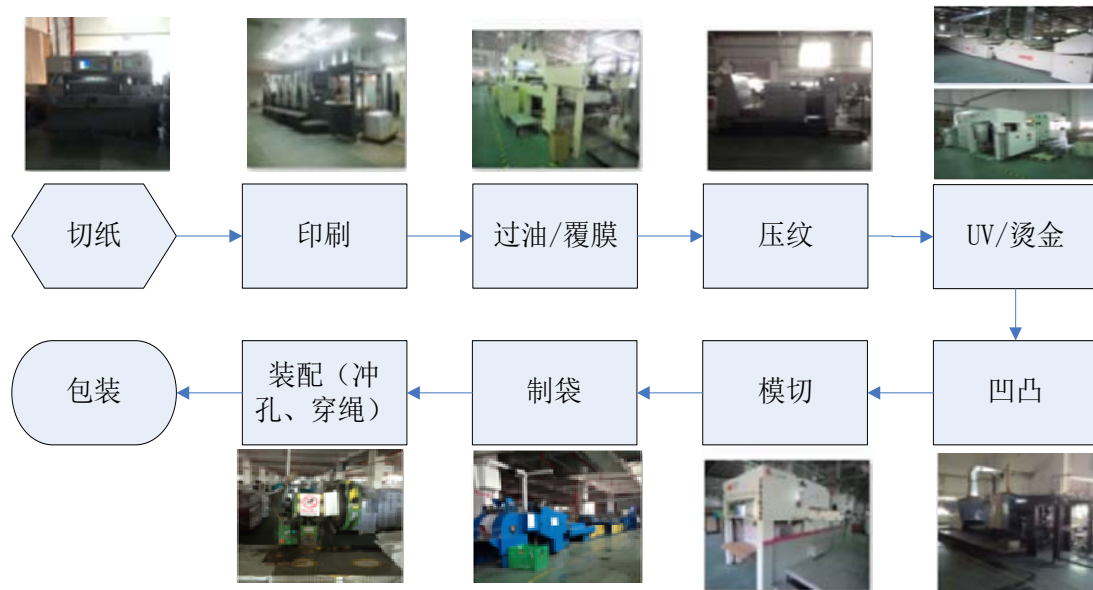 切纸
印刷
过油/覆膜
压纹
UV/烫金
凹凸
模切
制袋
装配（冲
孔、穿绳）
包装